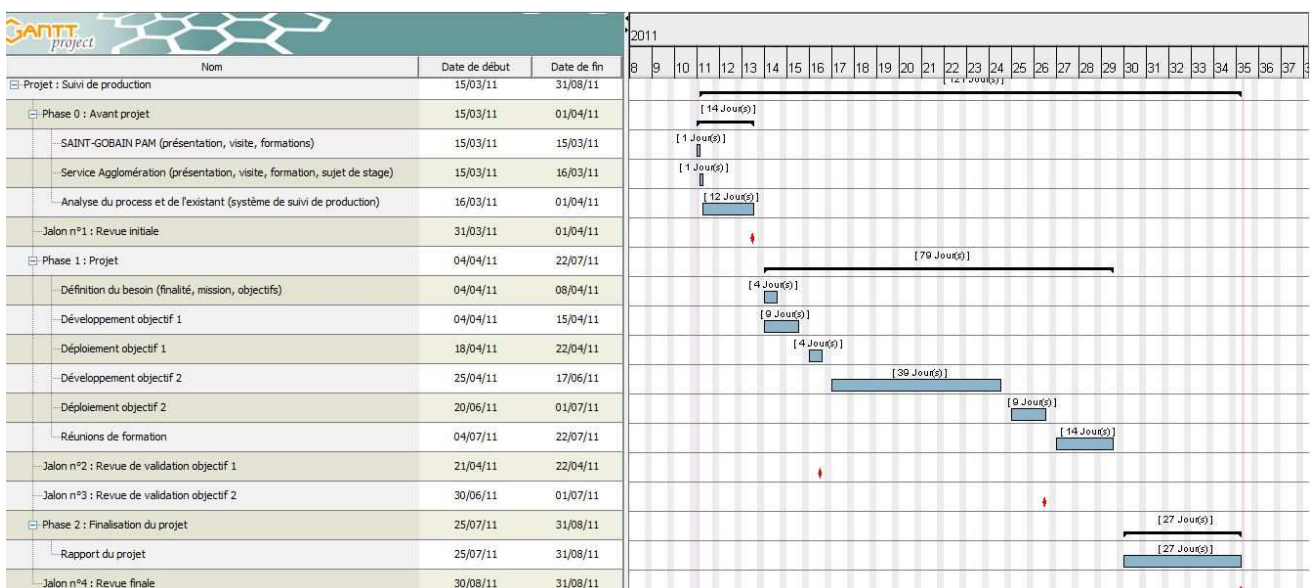 GANTT
project
2011
Nom Date de début Date de fin 8 9 10 11 12 13 14 15 16 17 18 19 20 21 22 23 24 25 26 27 28 29 30 31 32 33 34 35 36 37
Projet : Suivi de production 15/03/11 31/08/11 [ 121 Jour(s) ]
Phase 0 : Avant projet 15/03/11 01/04/11 [ 14 Jour(s) ]
SAINT-GOBAIN PAM (présentation, visite, formations) 15/03/11 15/03/11 [ 1 Jour(s) ]
Service Agglomération (présentation, visite, formation, sujet de stage) 15/03/11 16/03/11 [ 1 Jour(s) ]
Analyse du process et de l'existant (système de suivi de production) 16/03/11 01/04/11 [ 12 Jour(s) ]
Jalon n°1 : Revue initiale 31/03/11 01/04/11
Phase 1 : Projet 04/04/11 22/07/11 [ 79 Jour(s) ]
Définition du besoin (finalité, mission, objectifs) 04/04/11 08/04/11 [ 4 Jour(s) ]
Développement objectif 1 04/04/11 15/04/11 [ 9 Jour(s) ]
Déploiement objectif 1 18/04/11 22/04/11 [ 4 Jour(s) ]
Développement objectif 2 25/04/11 17/06/11 [ 39 Jour(s) ]
Déploiement objectif 2 20/06/11 01/07/11 [ 9 Jour(s) ]
Réunions de formation 04/07/11 22/07/11 [ 14 Jour(s) ]
Jalon n°2 : Revue de validation objectif 1 21/04/11 22/04/11
Jalon n°3 : Revue de validation objectif 2 30/06/11 01/07/11
Phase 2 : Finalisation du projet 25/07/11 31/08/11 [ 27 Jour(s) ]
Rapport du projet 25/07/11 31/08/11 [ 27 Jour(s) ]
Jalon n°4 : Revue finale 30/08/11 31/08/11